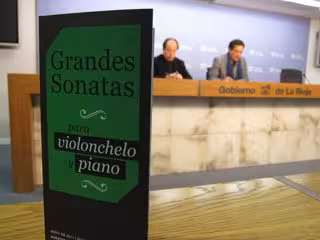 Grandes
Sonatas
para
violonchelo
y piano
Gobierno de La Rioja